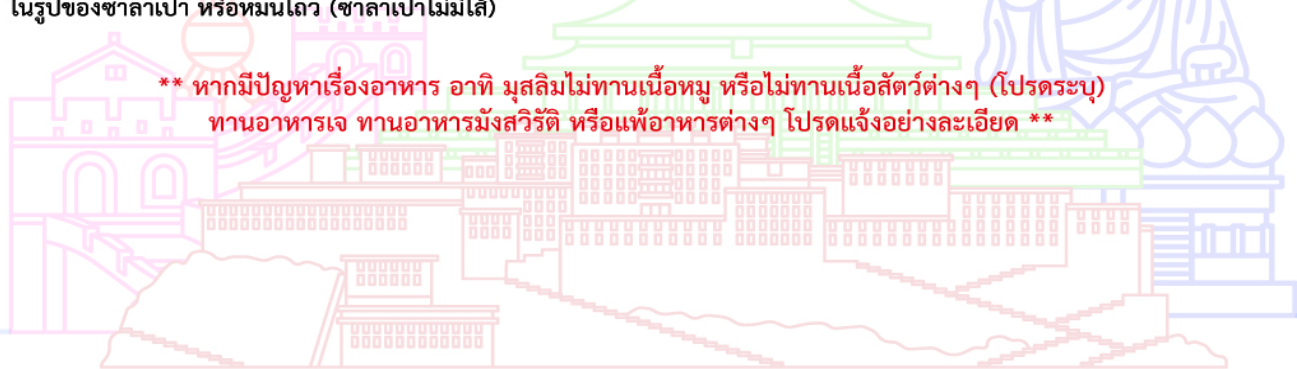 ในรูปของซาลาเปา หรือหมั่นโถว (ซาลาเปาไม่มีไส้)
** หากมีปัญหาเรื่องอาหาร อาทิ มุสลิมไม่ทานเนื้อหมู หรือไม่ทานเนื้อสัตว์ต่างๆ (โปรดระบุ)
ทานอาหารเจ ทานอาหารมังสวิรัติ หรือแพ้อาหารต่างๆ โปรดแจ้งอย่างละเอียด **